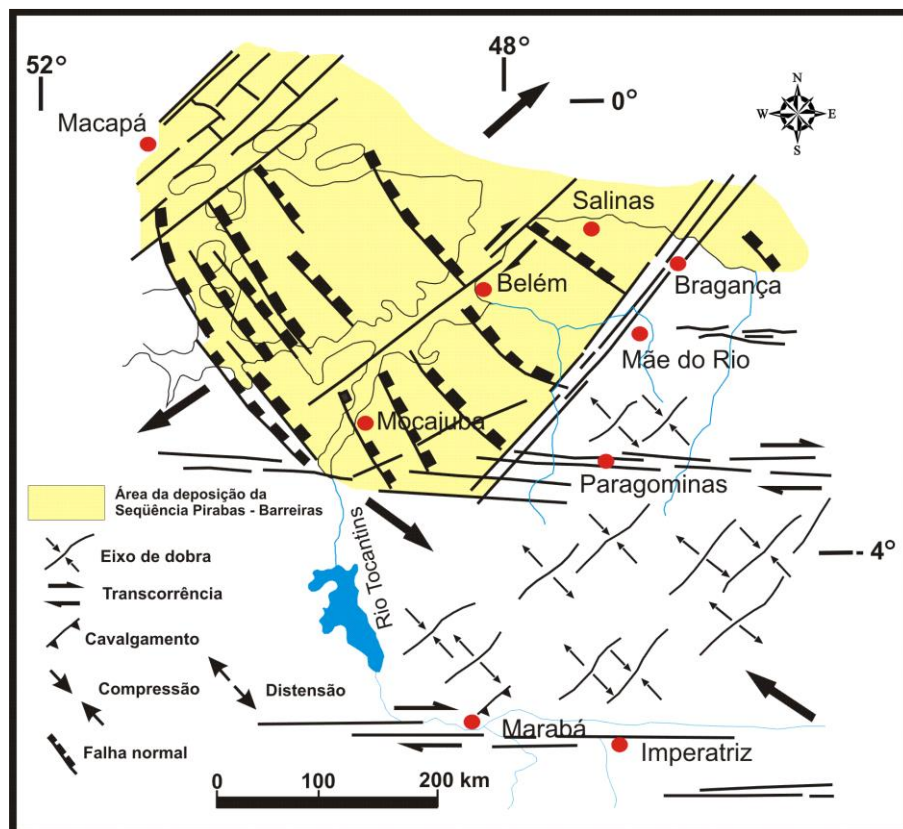 52°
48°
0°
N
W E
S
Macapá
Salinas
Belém
Bragança
Mãe do Rio
Mocajuba
Paragominas
Área da deposição da
Seqüência Pirabas - Barreiras
Eixo de dobra
4°
Transcorrência
Rio Tocantins
Cavalgamento
Compressão
Distensão
Marabá
Falha normal
Imperatriz
0 100 200 km